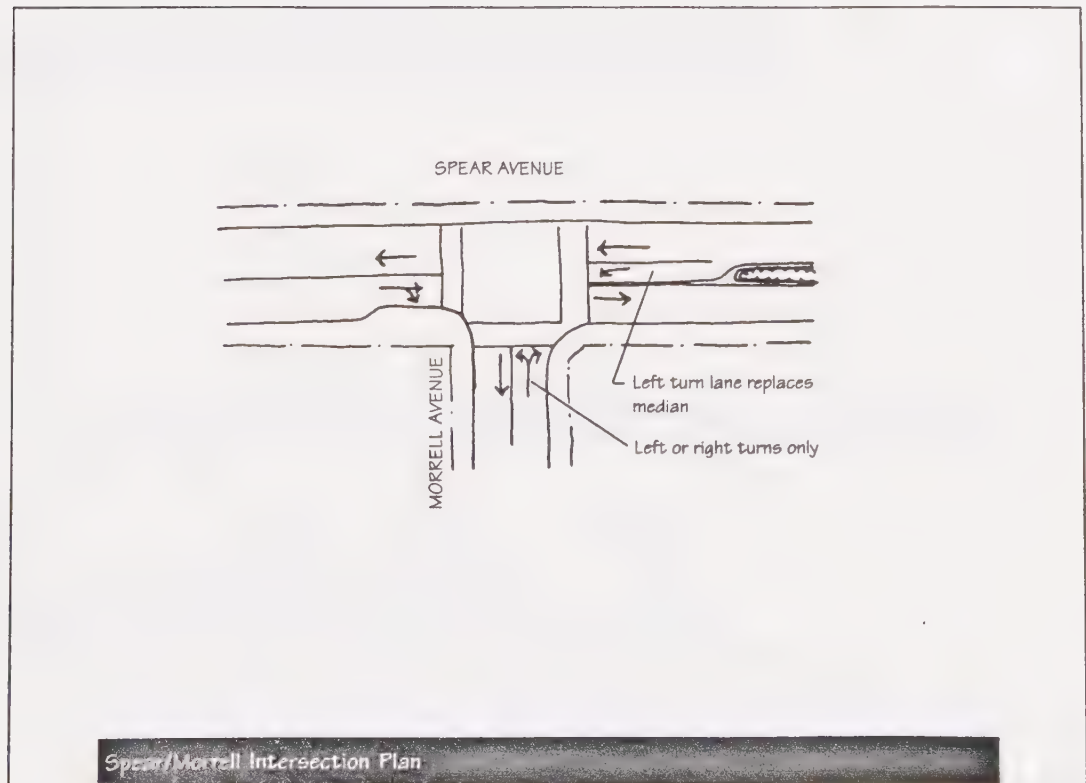 SPEAR AVENUE
MORRELL AVENUE
Left turn lane replaces
median
Left or right turns only
Spear/Morrell Intersection Plan